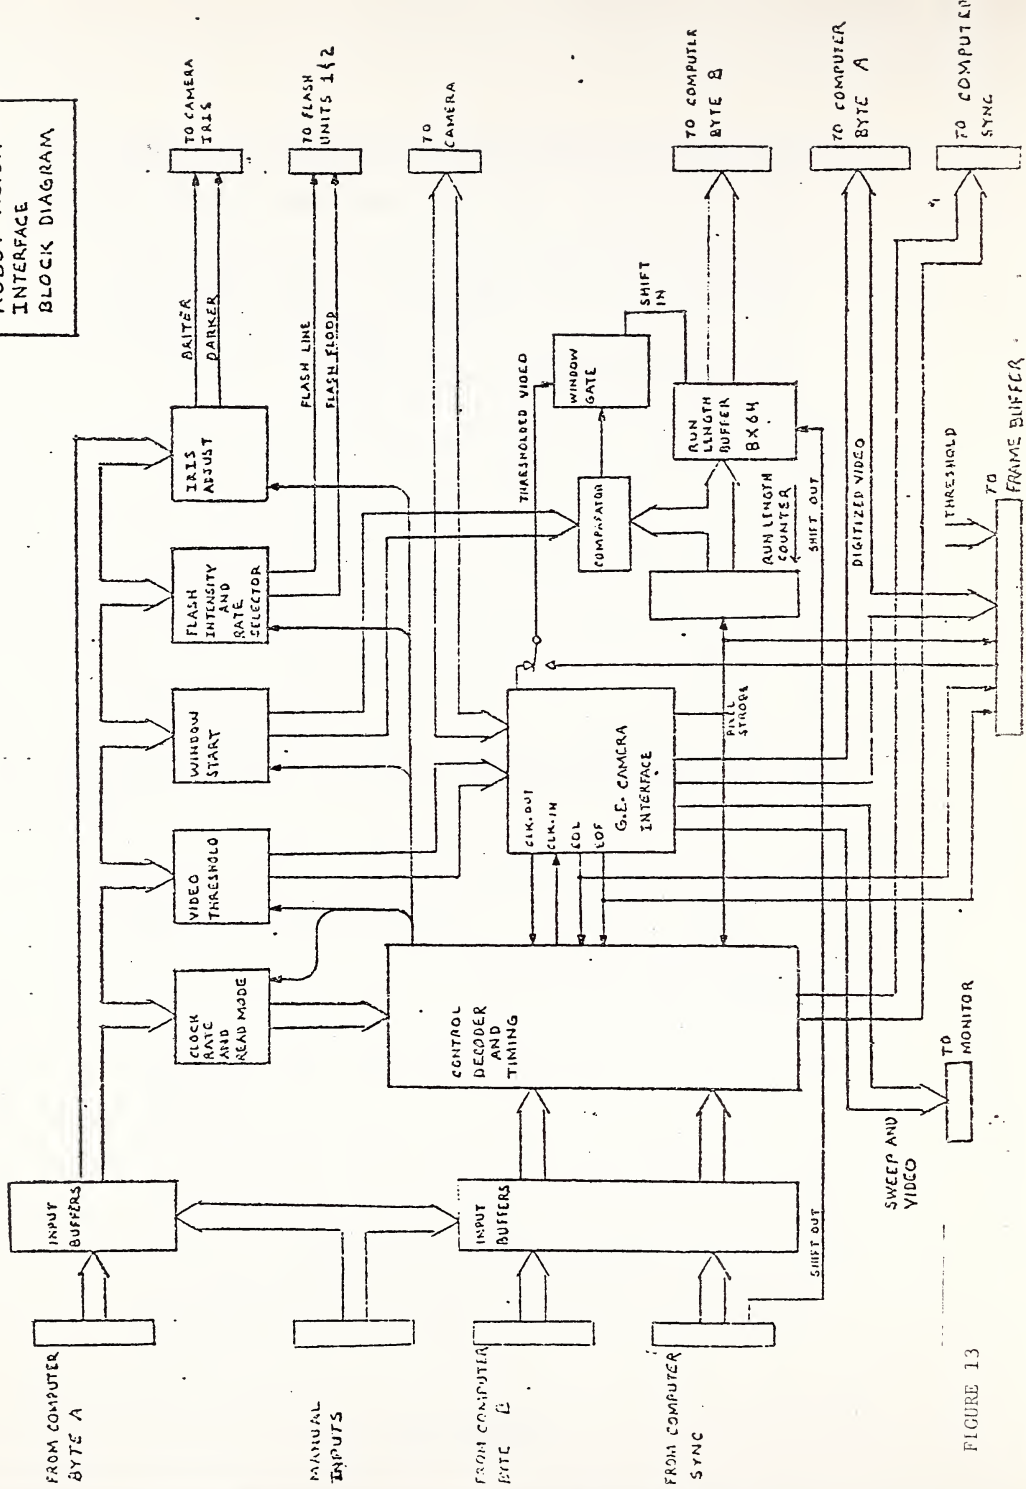 INTERFACE
BLOCK DIAGRAM
TO CAMERA
IRIS
TO FLASH
UNITS 1 & 2
TO
CAMERA
TO COMPUTER
BYTE B
TO COMPUTER
BYTE A
TO COMPUTER
SYNC
BRITER
DARKER
FLASH LINE
FLASH FLOOD
IRIS
ADJUST
FLASH
INTENSITY
AND
RATE
SELECTOR
WINDOW
START
VIDEO
THRESHOLD
CLOCK
RATE
AND
READ MODE
THRESHOLDED VIDEO
WINDOW
GATE
SHIFT
IN
RUN
LENGTH
BUFFER
8X64
COMPARATOR
RUN LENGTH
COUNTER
SHIFT OUT
DIGITIZED VIDEO
THRESHOLD
TO
FRAME BUFFER
PIXEL
STROBE
CLK.OUT
CLK.IN
EOL
EOF
G.E. CAMERA
INTERFACE
CONTROL
DECODER
AND
TIMING
TO
MONITOR
SWEEP AND
VIDEO
SHIFT OUT
INPUT
BUFFERS
INPUT
BUFFERS
FROM COMPUTER
BYTE A
MANUAL
INPUTS
FROM COMPUTER
BYTE B
FROM COMPUTER
SYNC
FIGURE 13